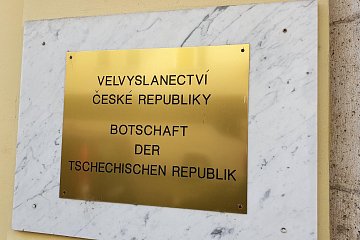 VELVYSLANECTVÍ
ČESKÉ REPUBLIKY
BOTSCHAFT
DER
TSCHECHISCHEN REPUBLIK